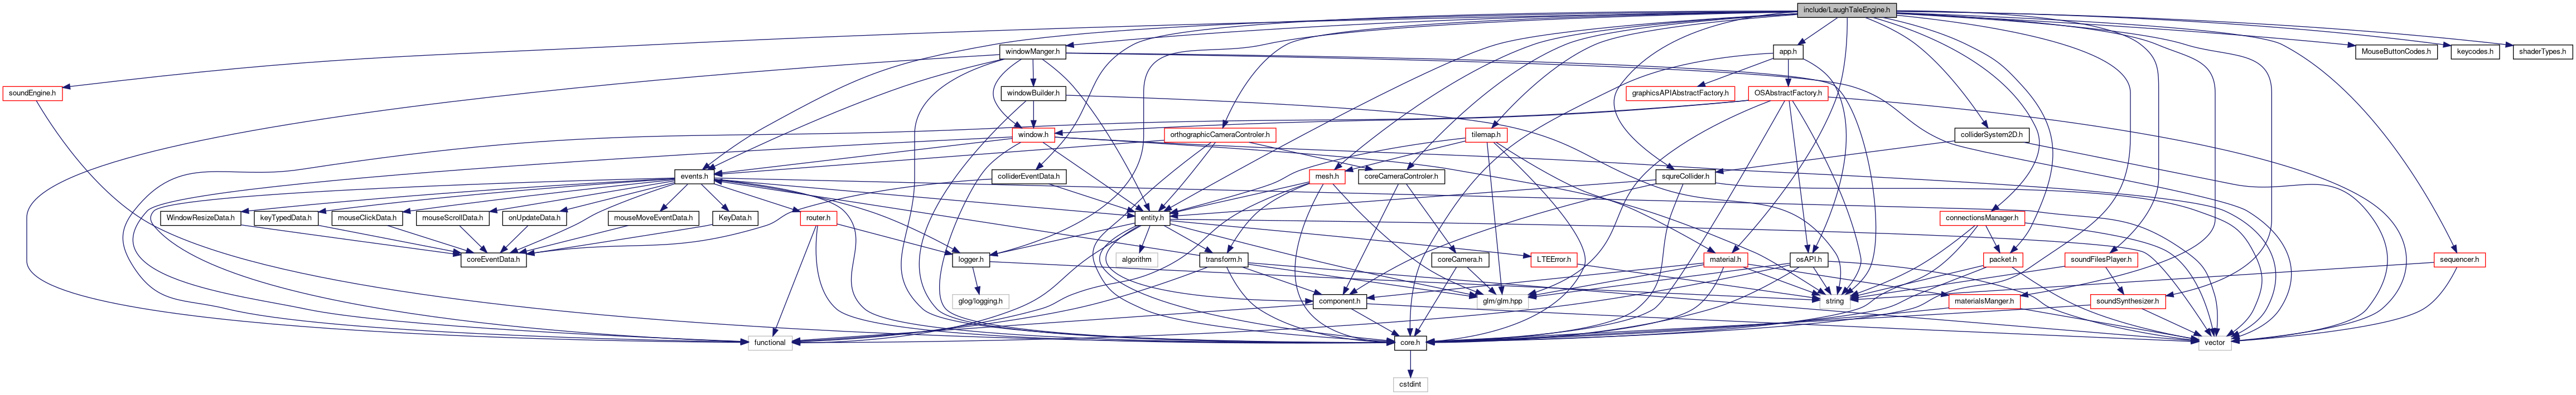 include/LaughTaleEngine.h
windowManger.h
app.h
MouseButtonCodes.h
keycodes.h
shaderTypes.h
soundEngine.h
windowBuilder.h
graphicsAPIAbstractFactory.h
OSAbstractFactory.h
window.h
orthographicCameraControler.h
tilemap.h
colliderSystem2D.h
events.h
colliderEventData.h
mesh.h
coreCameraControler.h
squreCollider.h
WindowResizeData.h
keyTypedData.h
mouseClickData.h
mouseScrollData.h
onUpdateData.h
mouseMoveEventData.h
KeyData.h
router.h
entity.h
connectionsManager.h
coreEventData.h
logger.h
algorithm
transform.h
coreCamera.h
LTEError.h
material.h
osAPI.h
packet.h
soundFilesPlayer.h
sequencer.h
glog/logging.h
component.h
glm/glm.hpp
string
materialsManger.h
soundSynthesizer.h
functional
core.h
vector
cstdint